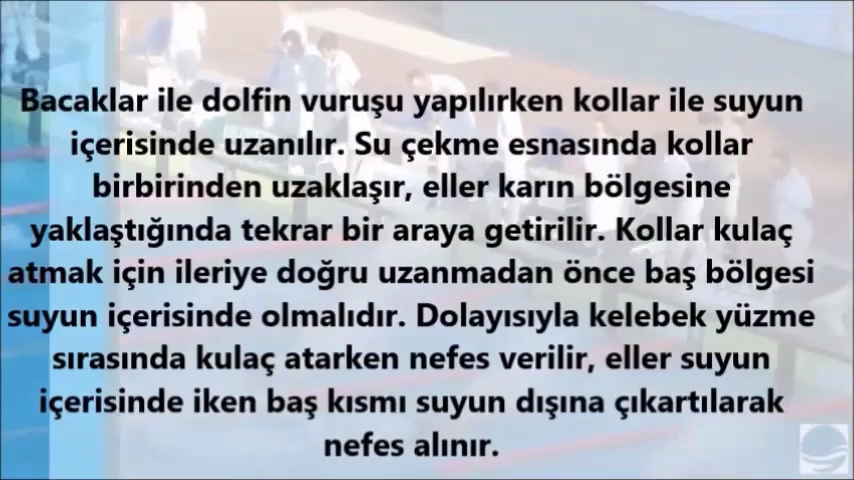 Bacaklar ile dolfin vuruşu yapılırken kollar ile suyun
içerisinde uzanılır. Su çekme esnasında kollar
birbirinden uzaklaşır, eller karın bölgesine
yaklaştığında tekrar bir araya getirilir. Kollar kulaç
atmak için ileriye doğru uzanmadan önce baş bölgesi
suyun içerisinde olmalıdır. Dolayısıyla kelebek yüzme
sırasında kulaç atarken nefes verilir, eller suyun
içerisinde iken baş kısmı suyun dışına çıkartılarak
nefes alınır.